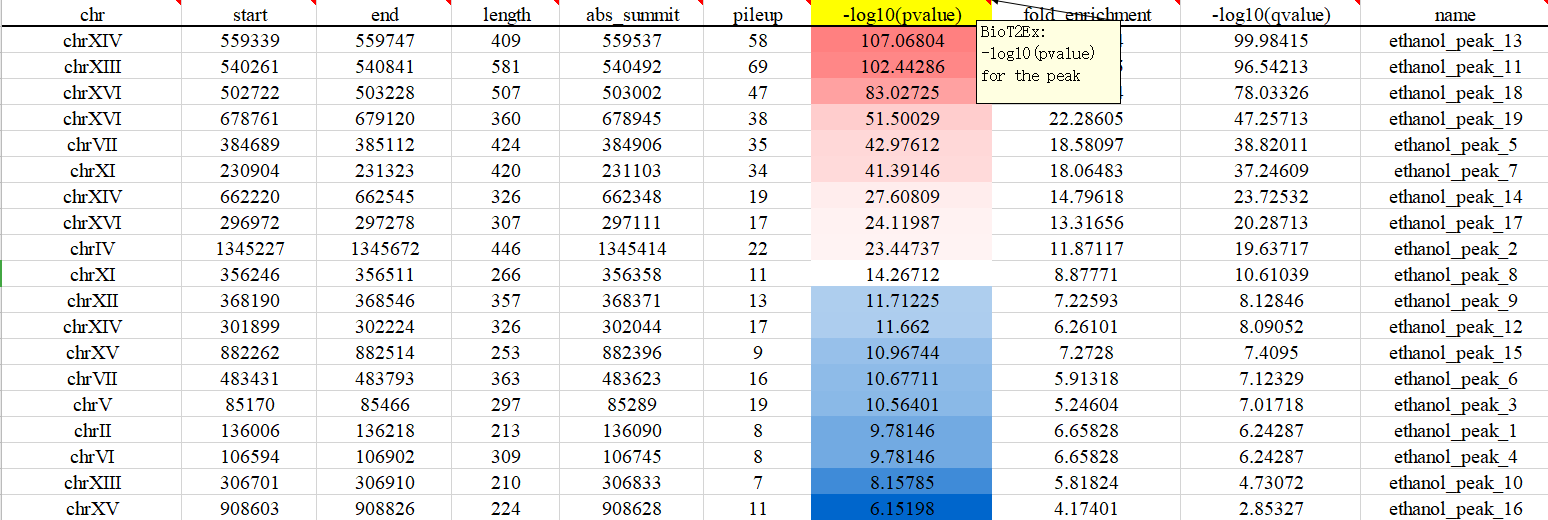 chr start end length abs_summit pileup -log10(pvalue) fold_enrichment -log10(qvalue) name
BioT2Ex:
-log10(pvalue)
for the peak
chrXIV 559339 559747 409 559537 58 107.06804 99.98415 ethanol_peak_13
chrXIII 540261 540841 581 540492 69 102.44286 96.54213 ethanol_peak_11
chrXVI 502722 503228 507 503002 47 83.02725 78.03326 ethanol_peak_18
chrXVI 678761 679120 360 678945 38 51.50029 22.28605 47.25713 ethanol_peak_19
chrVII 384689 385112 424 384906 35 42.97612 18.58097 38.82011 ethanol_peak_5
chrXI 230904 231323 420 231103 34 41.39146 18.06483 37.24609 ethanol_peak_7
chrXIV 662220 662545 326 662348 19 27.60809 14.79618 23.72532 ethanol_peak_14
chrXVI 296972 297278 307 297111 17 24.11987 13.31656 20.28713 ethanol_peak_17
chrIV 1345227 1345672 446 1345414 22 23.44737 11.87117 19.63717 ethanol_peak_2
chrXI 356246 356511 266 356358 11 14.26712 8.87771 10.61039 ethanol_peak_8
chrXII 368190 368546 357 368371 13 11.71225 7.22593 8.12846 ethanol_peak_9
chrXIV 301899 302224 326 302044 17 11.662 6.26101 8.09052 ethanol_peak_12
chrXV 882262 882514 253 882396 9 10.96744 7.2728 7.4095 ethanol_peak_15
chrVII 483431 483793 363 483623 16 10.67711 5.91318 7.12329 ethanol_peak_6
chrV 85170 85466 297 85289 19 10.56401 5.24604 7.01718 ethanol_peak_3
chrII 136006 136218 213 136090 8 9.78146 6.65828 6.24287 ethanol_peak_1
chrVI 106594 106902 309 106745 8 9.78146 6.65828 6.24287 ethanol_peak_4
chrXIII 306701 306910 210 306833 7 8.15785 5.81824 4.73072 ethanol_peak_10
chrXV 908603 908826 224 908628 11 6.15198 4.17401 2.85327 ethanol_peak_16